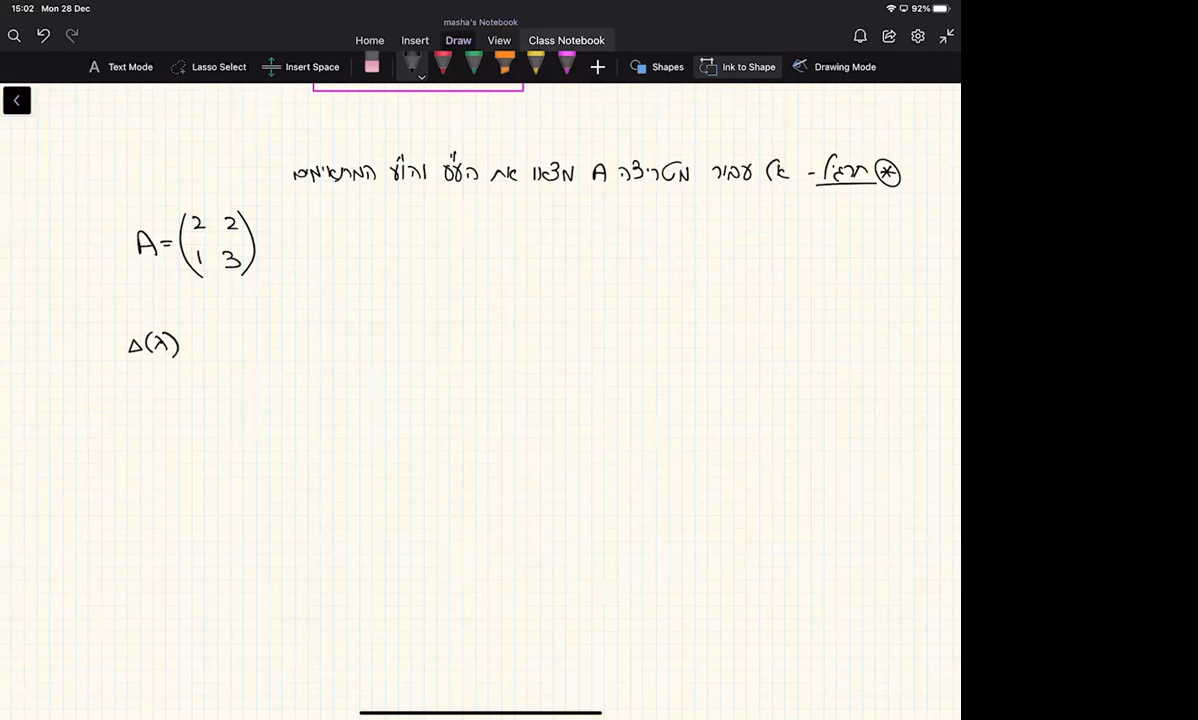 15:02 Mon 28 Dec
92%
masha's Notebook
Home Insert Draw View Class Notebook
Text Mode Lasso Select Insert Space Shapes Ink to Shape Drawing Mode
תרגיל - א) עבור מטריצה A מצאו את הע"ע והו"ע המתאימים
A = (2 2
1 3)
Δ(λ)